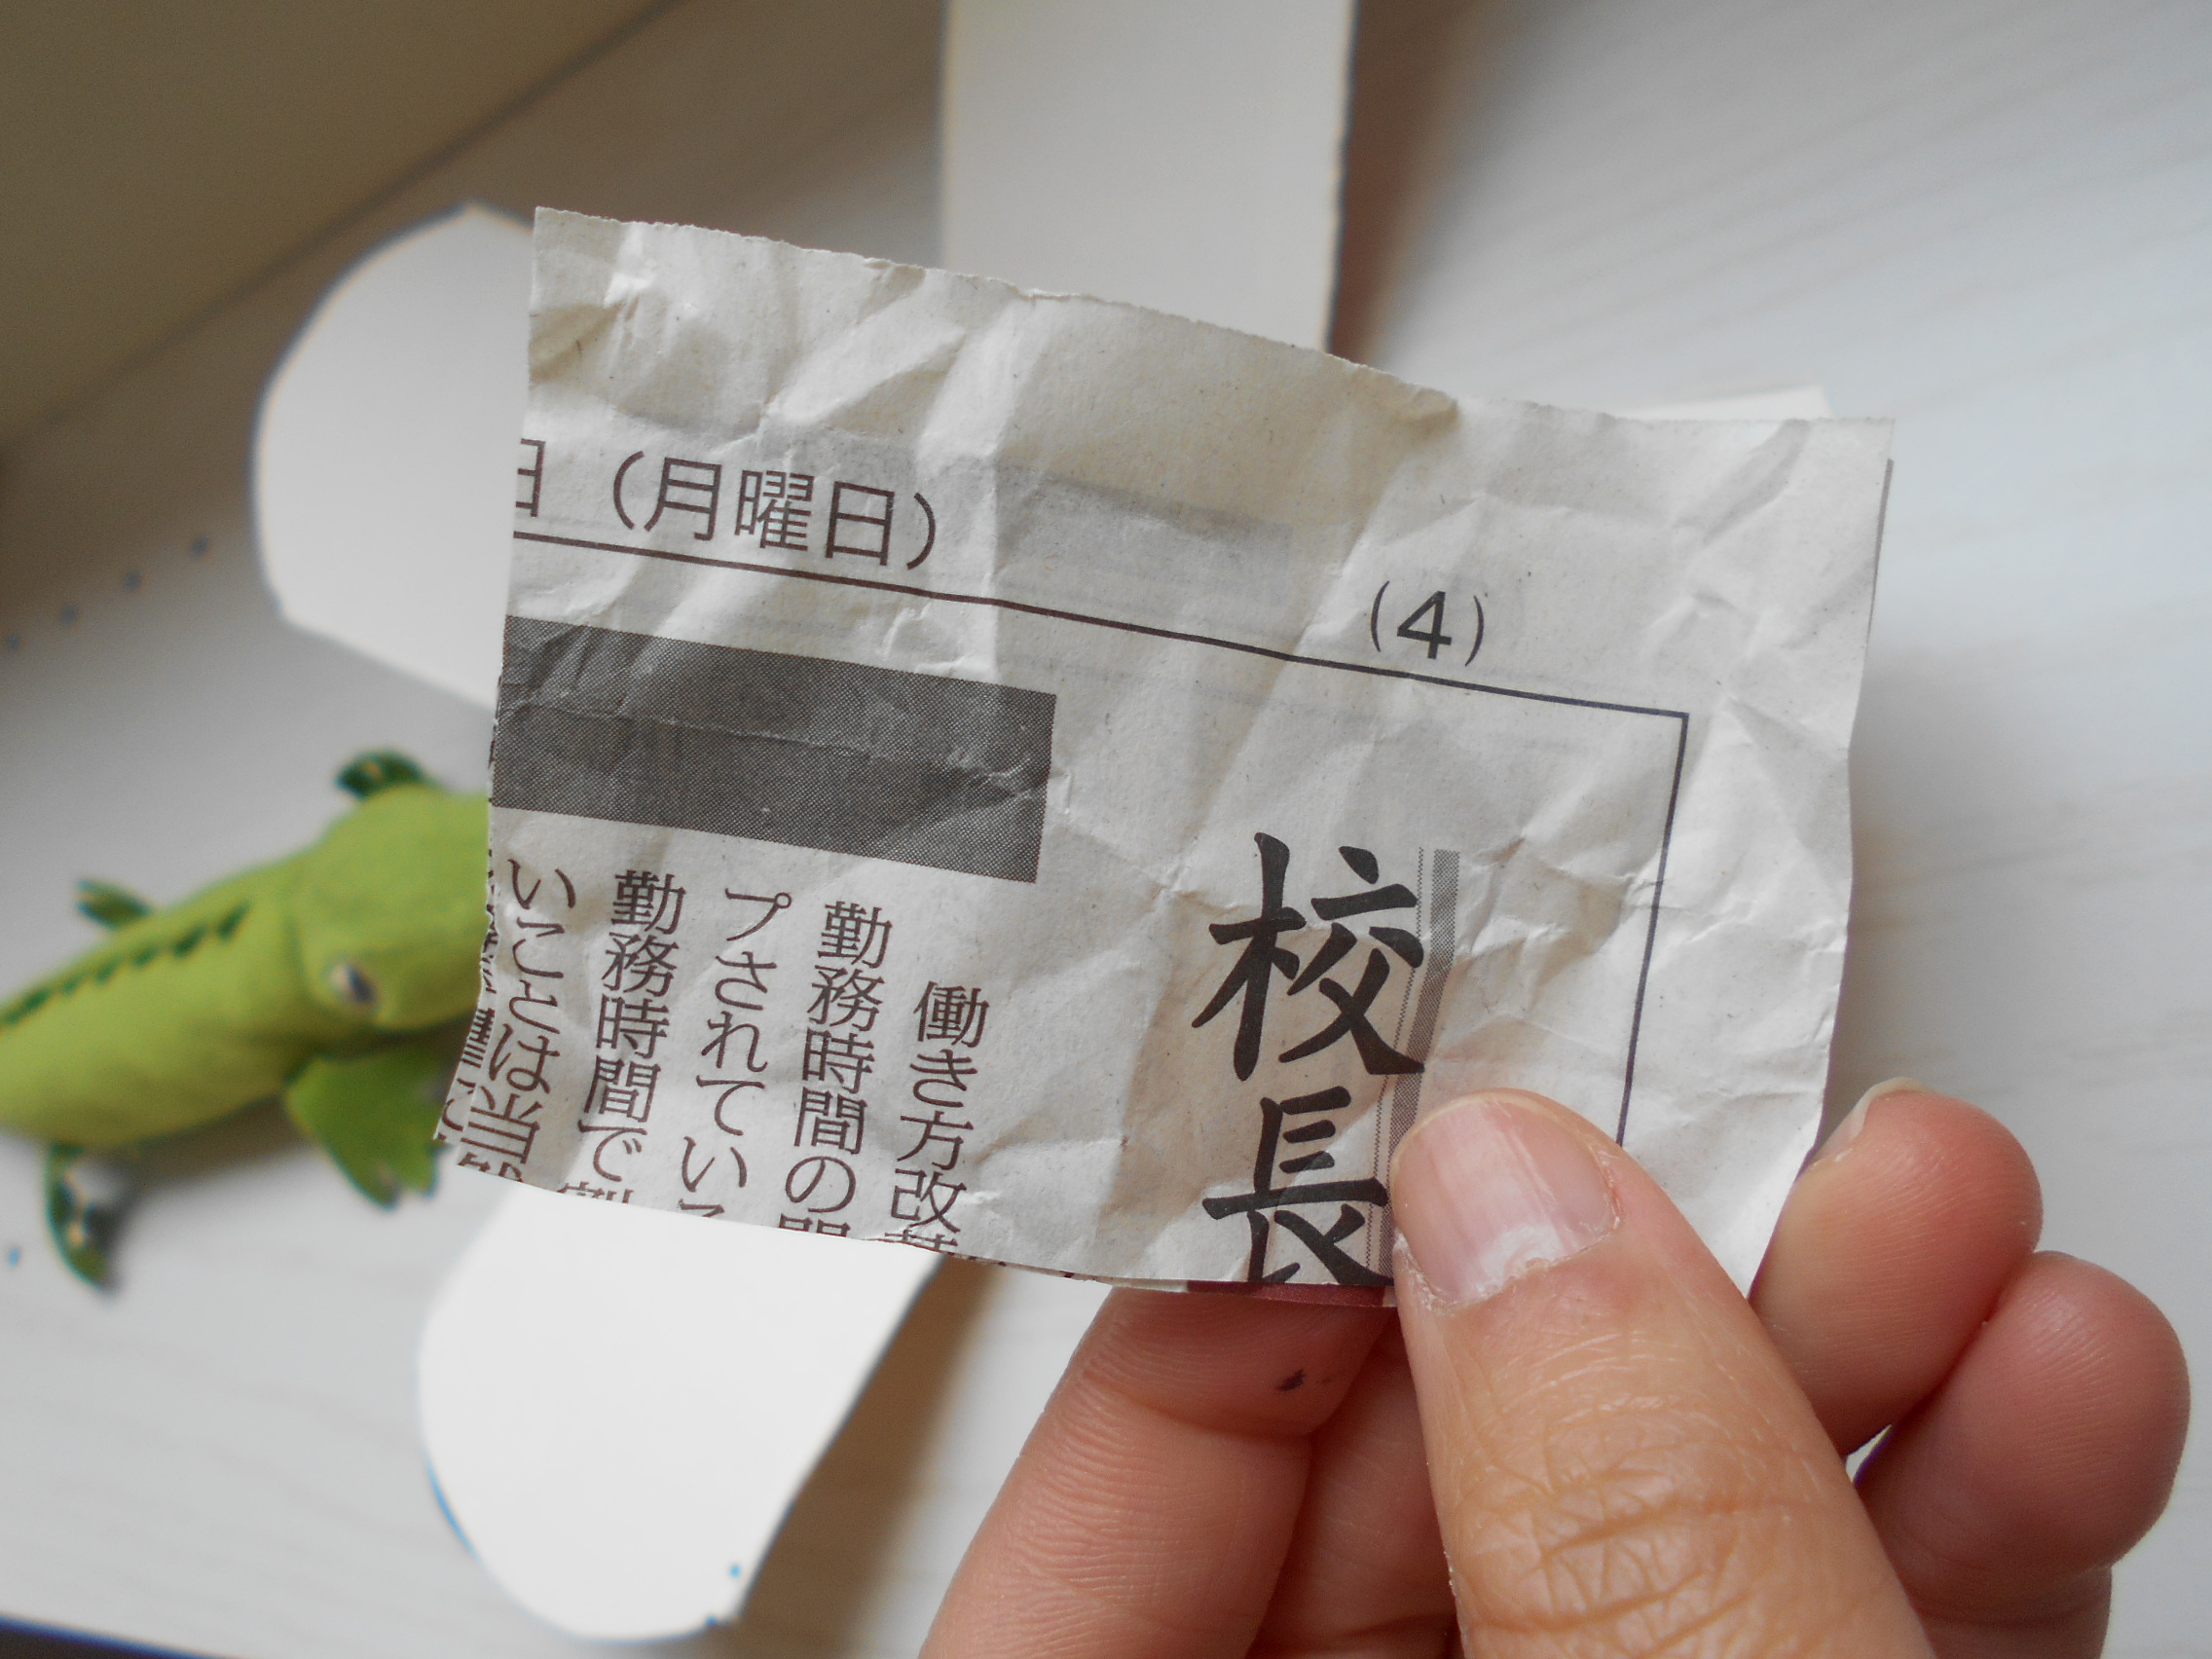 日（月曜日）
(4)
校長
働き方改革
勤務時間の
プされてい
勤務時間で
いことは当